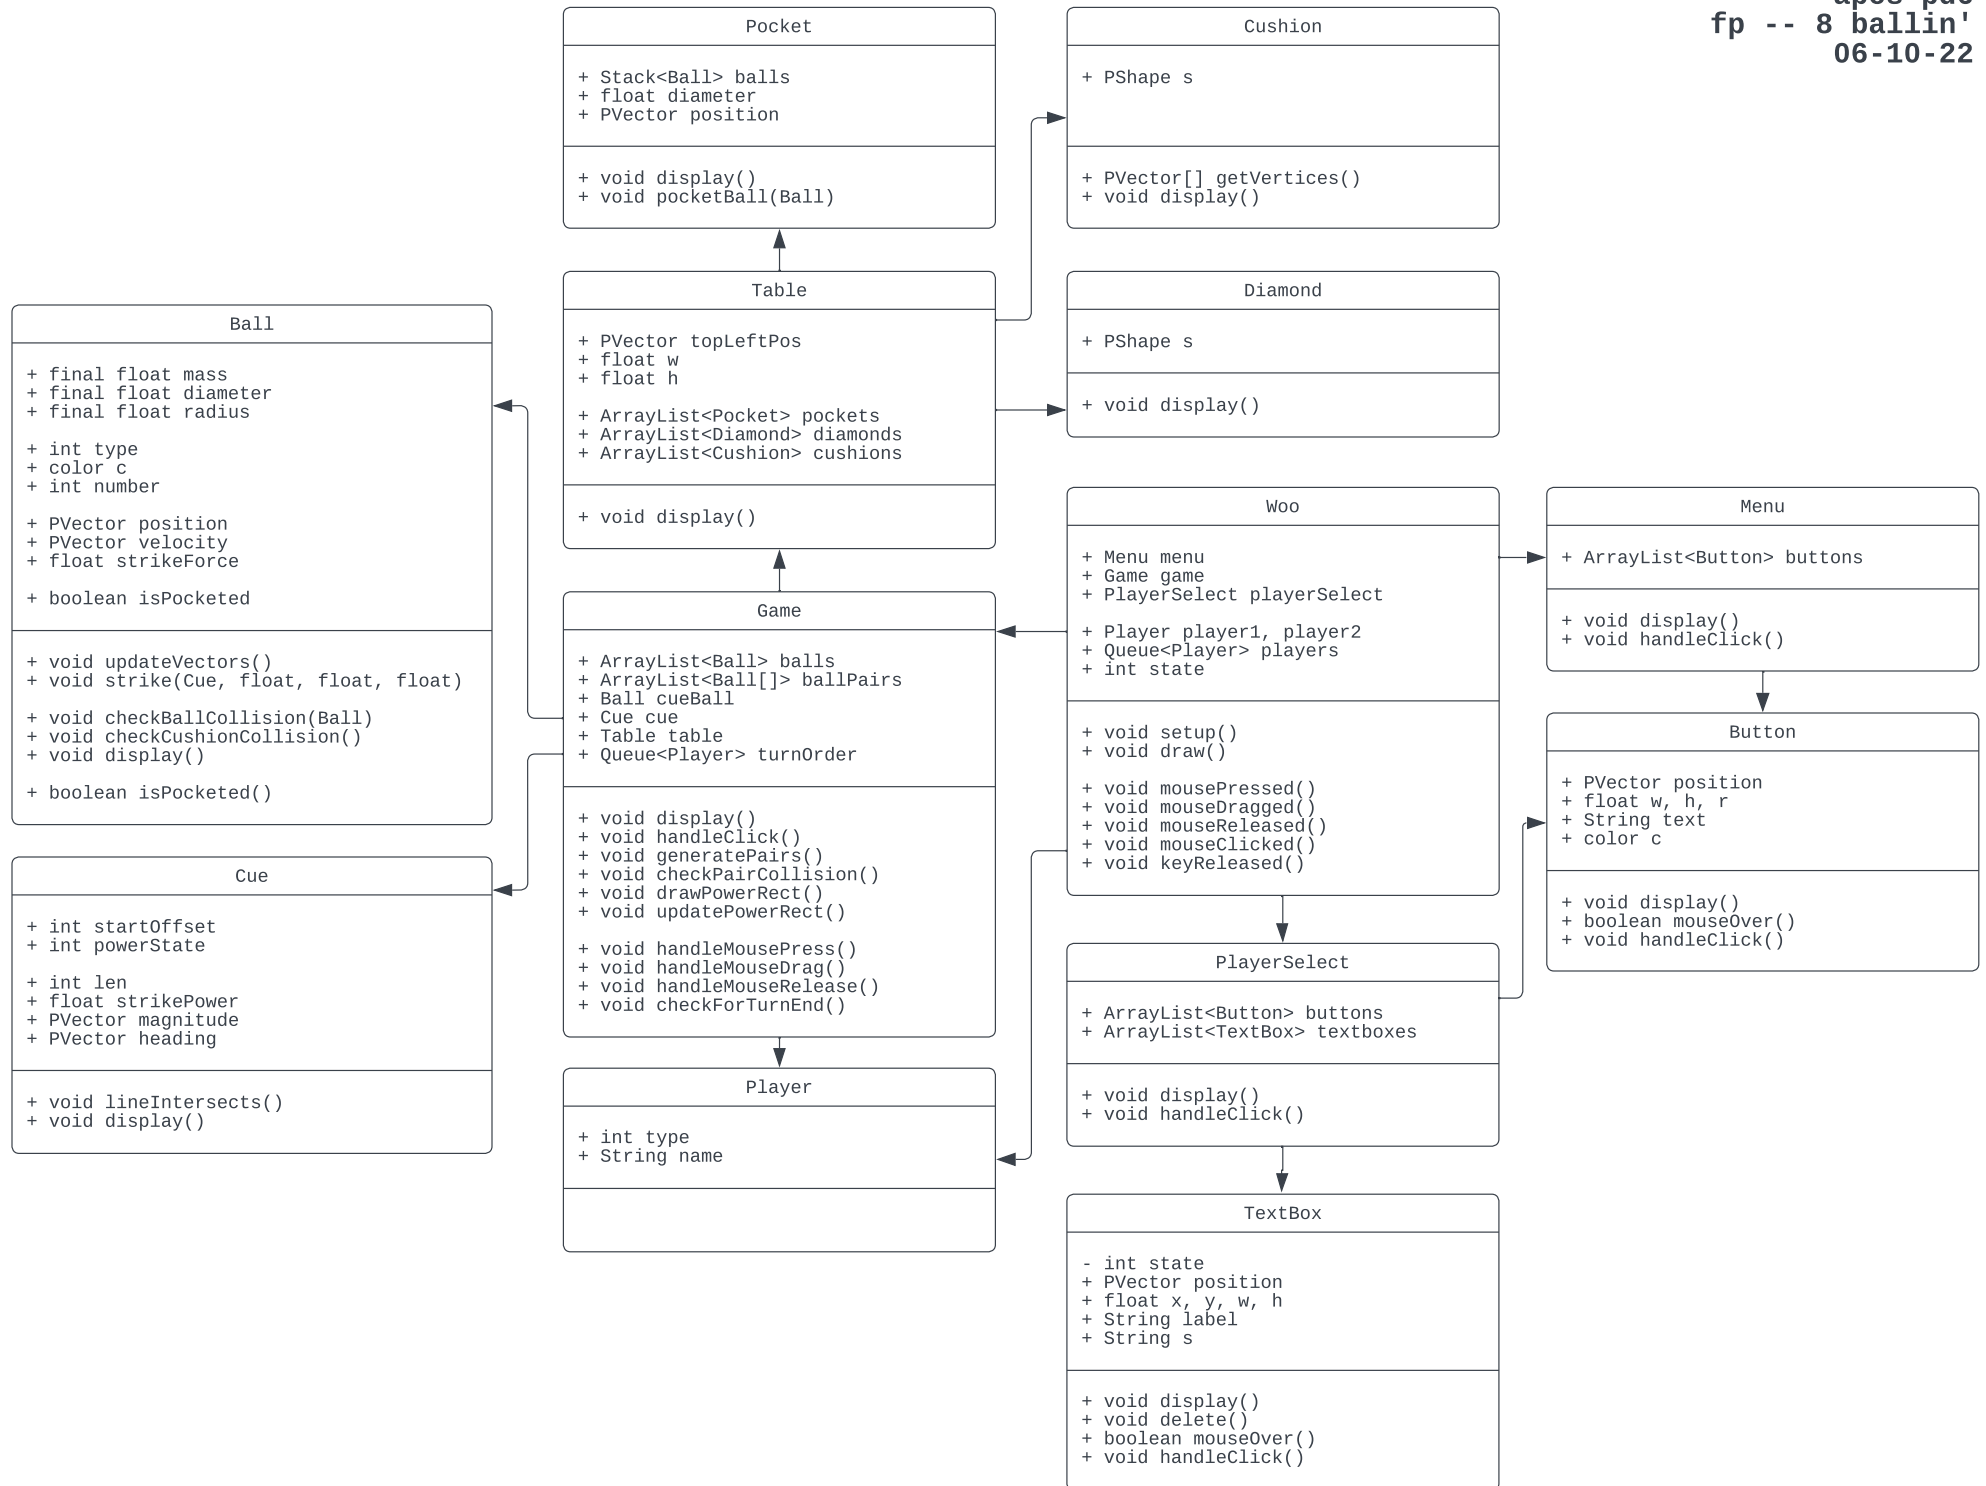 fp -- 8 ballin'
06-10-22
Pocket
+ Stack<Ball> balls
+ float diameter
+ PVector position
+ void display()
+ void pocketBall(Ball)
Cushion
+ PShape s
+ PVector[] getVertices()
+ void display()
Table
+ PVector topLeftPos
+ float w
+ float h
+ ArrayList<Pocket> pockets
+ ArrayList<Diamond> diamonds
+ ArrayList<Cushion> cushions
+ void display()
Diamond
+ PShape s
+ void display()
Ball
+ final float mass
+ final float diameter
+ final float radius
+ int type
+ color c
+ int number
+ PVector position
+ PVector velocity
+ float strikeForce
+ boolean isPocketed
+ void updateVectors()
+ void strike(Cue, float, float, float)
+ void checkBallCollision(Ball)
+ void checkCushionCollision()
+ void display()
+ boolean isPocketed()
Game
+ ArrayList<Ball> balls
+ ArrayList<Ball[]> ballPairs
+ Ball cueBall
+ Cue cue
+ Table table
+ Queue<Player> turnOrder
+ void display()
+ void handleClick()
+ void generatePairs()
+ void checkPairCollision()
+ void drawPowerRect()
+ void updatePowerRect()
+ void handleMousePress()
+ void handleMouseDrag()
+ void handleMouseRelease()
+ void checkForTurnEnd()
Woo
+ Menu menu
+ Game game
+ PlayerSelect playerSelect
+ Player player1, player2
+ Queue<Player> players
+ int state
+ void setup()
+ void draw()
+ void mousePressed()
+ void mouseDragged()
+ void mouseReleased()
+ void mouseClicked()
+ void keyReleased()
Menu
+ ArrayList<Button> buttons
+ void display()
+ void handleClick()
Button
+ PVector position
+ float w, h, r
+ String text
+ color c
+ void display()
+ boolean mouseOver()
+ void handleClick()
Cue
+ int startOffset
+ int powerState
+ int len
+ float strikePower
+ PVector magnitude
+ PVector heading
+ void lineIntersects()
+ void display()
Player
+ int type
+ String name
PlayerSelect
+ ArrayList<Button> buttons
+ ArrayList<TextBox> textboxes
+ void display()
+ void handleClick()
TextBox
- int state
+ PVector position
+ float x, y, w, h
+ String label
+ String s
+ void display()
+ void delete()
+ boolean mouseOver()
+ void handleClick()